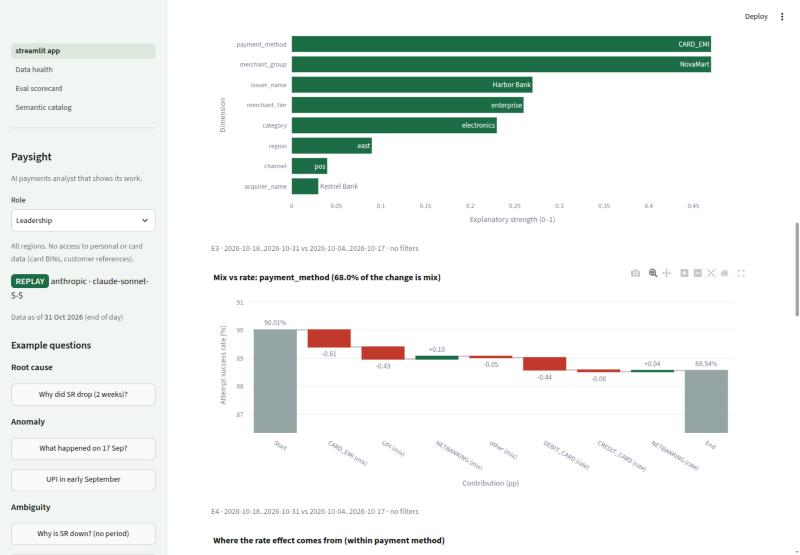 Deploy
streamlit app
Data health
Eval scorecard
Semantic catalog
Paysight
AI payments analyst that shows its work.
Role
Leadership
All regions. No access to personal or card
data (card BINs, customer references).
REPLAY anthropic · claude-sonnet-
5-5
Data as of 31 Oct 2026 (end of day)
Example questions
Root cause
Why did SR drop (2 weeks)?
Anomaly
What happened on 17 Sep?
UPI in early September
Ambiguity
Why is SR down? (no period)
Dimension
payment_method
CARD_EMI
merchant_group
NovaMart
issuer_name
Harbor Bank
merchant_tier
enterprise
category
electronics
region
east
channel
pos
acquirer_name
Kestrel Bank
0 0.05 0.1 0.15 0.2 0.25 0.3 0.35 0.4 0.45
Explanatory strength (0-1)
E3 · 2026-10-18..2026-10-31 vs 2026-10-04..2026-10-17 · no filters
Mix vs rate: payment_method (68.0% of the change is mix)
Attempt success rate (%)
91
90
89
88
87
90.01%
-0.61
-0.43
+0.10
-0.05
-0.44
-0.06
+0.04
88.54%
Start
CARD_EMI (mix)
UPI (mix)
NETBANKING (mix)
other (mix)
DEBIT_CARD (rate)
CREDIT_CARD (rate)
NETBANKING (rate)
End
Contribution (pp)
E4 · 2026-10-18..2026-10-31 vs 2026-10-04..2026-10-17 · no filters
Where the rate effect comes from (within payment method)